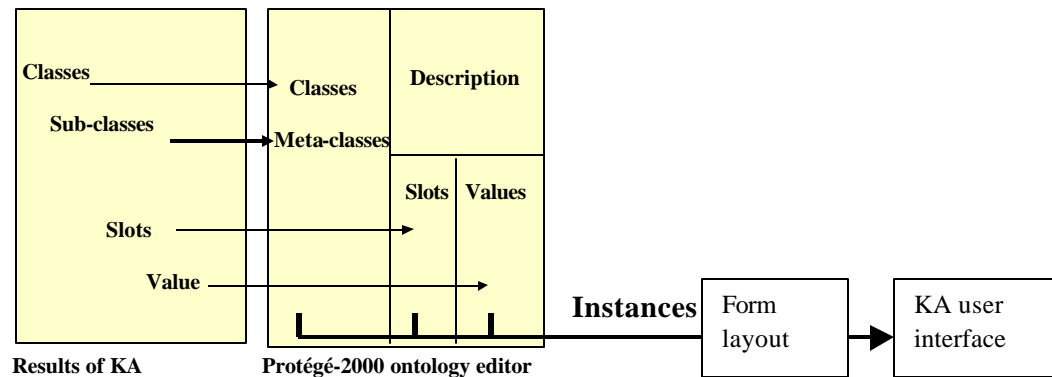 Classes
Sub-classes
Slots
Value
Results of KA
Classes
Meta-classes
Description
Slots
Values
Protégé-2000 ontology editor
Instances
Form
layout
KA user
interface